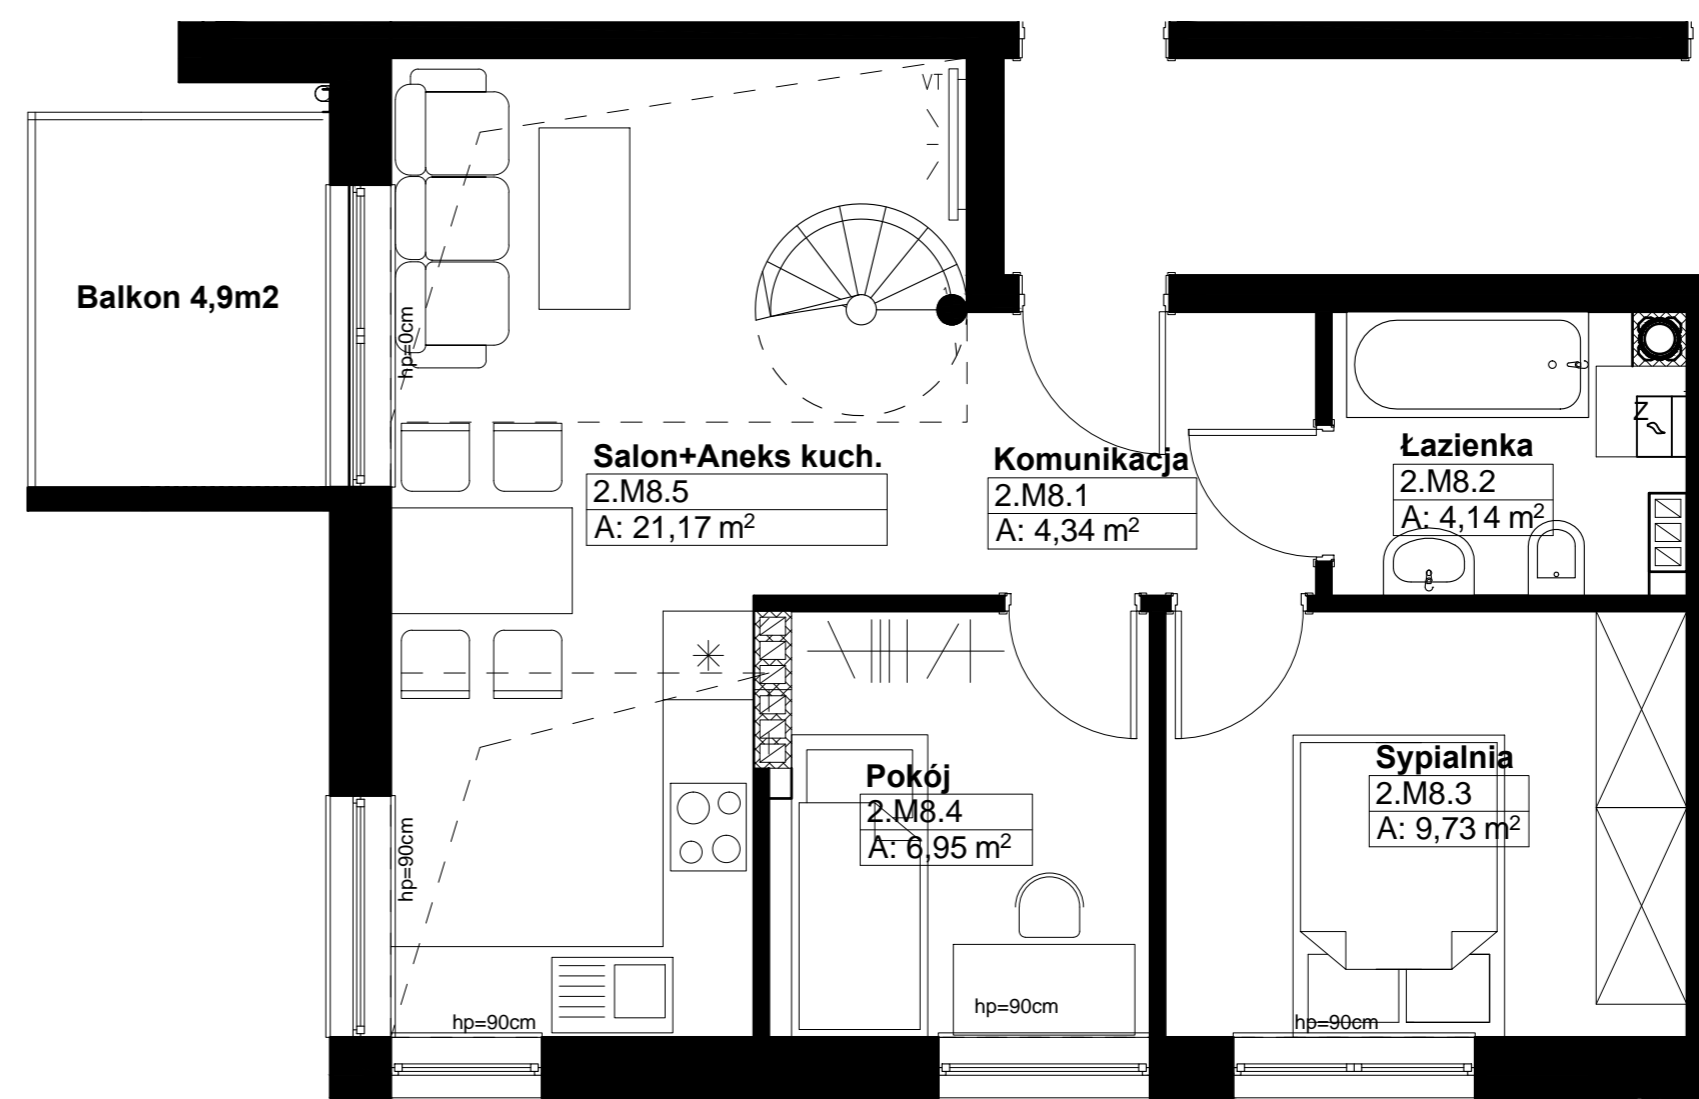 VT
Balkon 4,9m2
hp=0cm
1
Z
Salon+Aneks kuch.
2.M8.5
A: 21,17 m²
Komunikacja
2.M8.1
A: 4,34 m²
Łazienka
2.M8.2
A: 4,14 m²
Pokój
2.M8.4
A: 6,95 m²
Sypialnia
2.M8.3
A: 9,73 m²
hp=90cm
hp=90cm
hp=90cm
hp=90cm